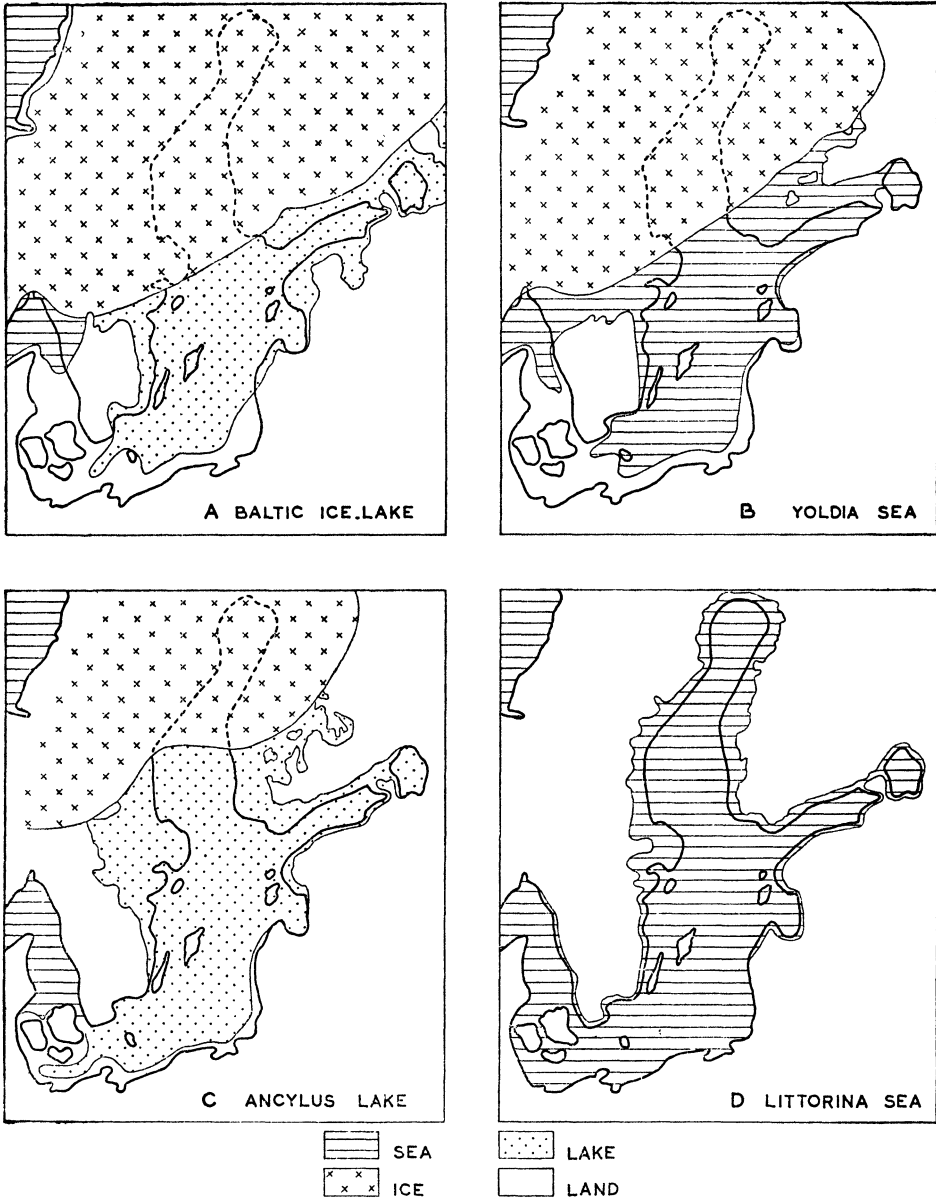 A BALTIC ICE.LAKE
B YOLDIA SEA
C ANCYLUS LAKE
D LITTORINA SEA
SEA
LAKE
ICE
LAND